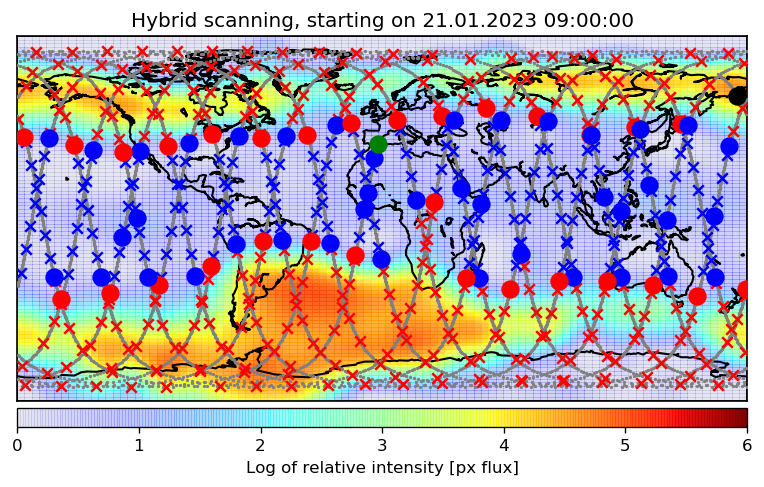 Hybrid scanning, starting on 21.01.2023 09:00:00
0 1 2 3 4 5 6
Log of relative intensity [px flux]